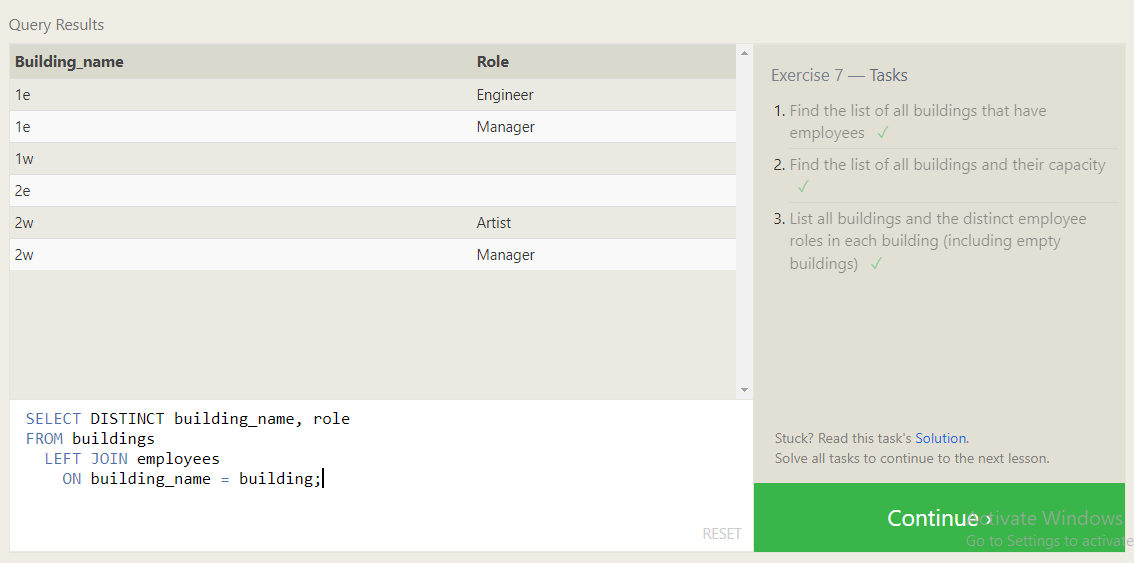 Query Results
Building_name Role
1e Engineer
1e Manager
1w
2e
2w Artist
2w Manager
SELECT DISTINCT building_name, role
FROM buildings
LEFT JOIN employees
ON building_name = building;
RESET
Exercise 7 — Tasks
1. Find the list of all buildings that have
employees ✓
2. Find the list of all buildings and their capacity
✓
3. List all buildings and the distinct employee
roles in each building (including empty
buildings) ✓
Stuck? Read this task's Solution.
Solve all tasks to continue to the next lesson.
Continue ›
Activate Windows
Go to Settings to activate